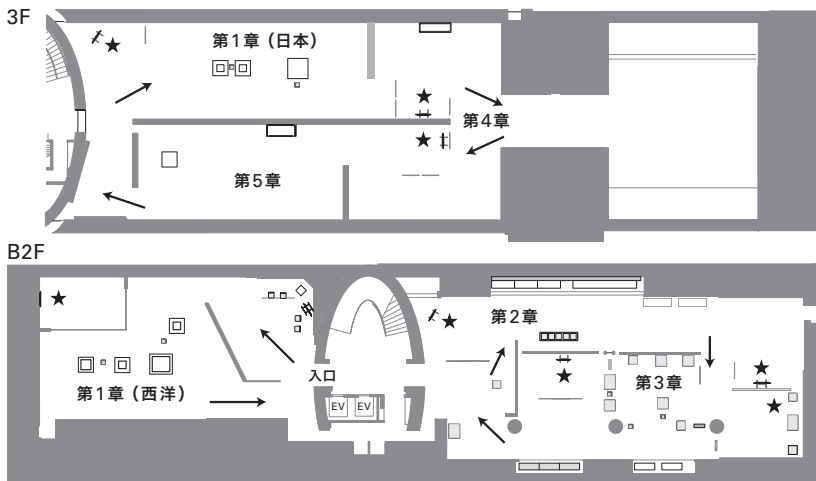 3F
第1章（日本）
第4章
第5章
B2F
第2章
入口
第3章
第1章（西洋）
EV EV